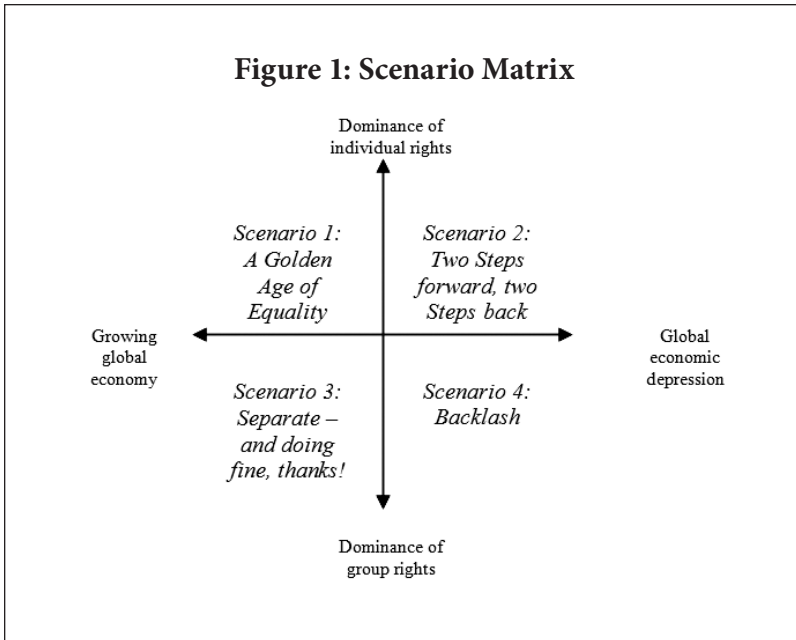 Figure 1: Scenario Matrix
Dominance of
individual rights
Scenario 1:
A Golden
Age of
Equality
Scenario 2:
Two Steps
forward, two
Steps back
Growing
global
economy
Global
economic
depression
Scenario 3:
Separate –
and doing
fine, thanks!
Scenario 4:
Backlash
Dominance of
group rights